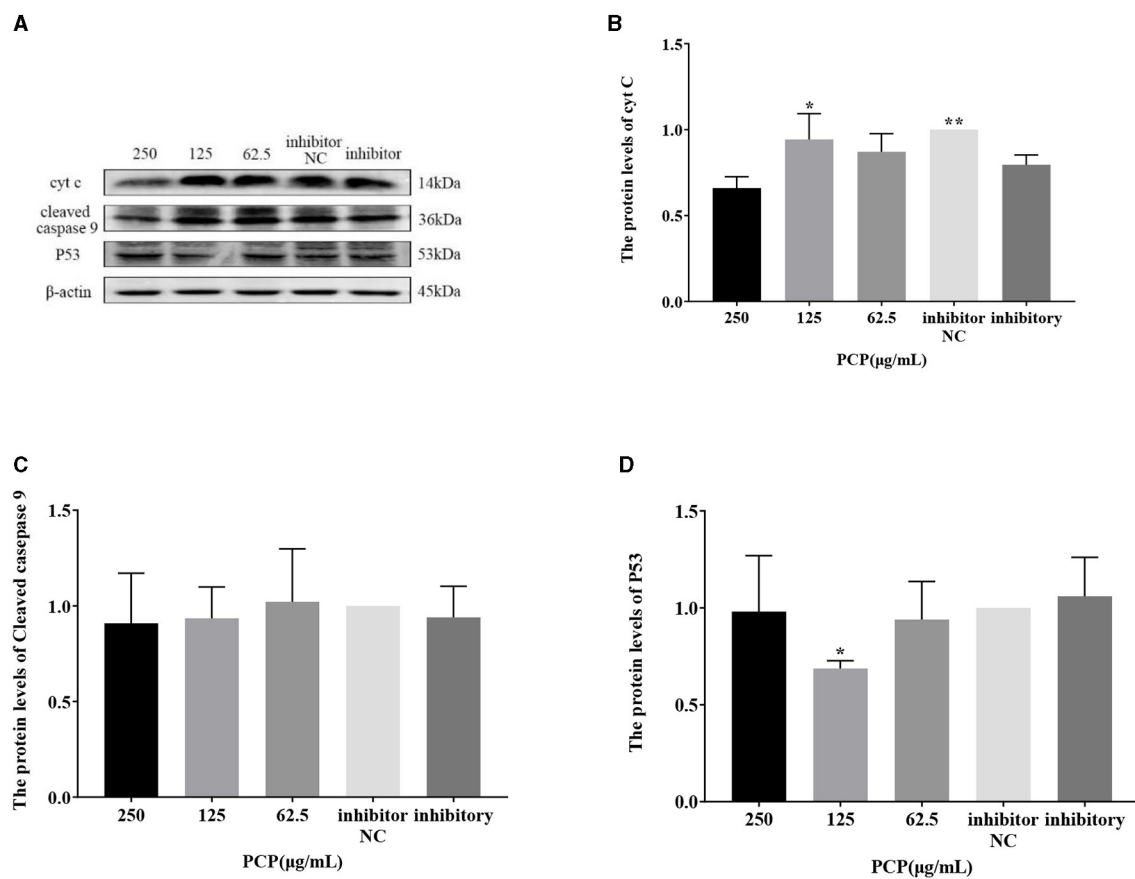 A
250 125 62.5 inhibitor NC inhibitor
cyt c 14kDa
cleaved caspase 9 36kDa
P53 53kDa
β-actin 45kDa
B
The protein levels of cyt C
1.5
1.0
0.5
0.0
*
**
250 125 62.5 inhibitor NC inhibitory
PCP(μg/mL)
C
The protein levels of Cleaved casepase 9
1.5
1.0
0.5
0.0
250 125 62.5 inhibitor NC inhibitory
PCP(μg/mL)
D
The protein levels of P53
1.5
1.0
0.5
0.0
*
250 125 62.5 inhibitor NC inhibitory
PCP(μg/mL)